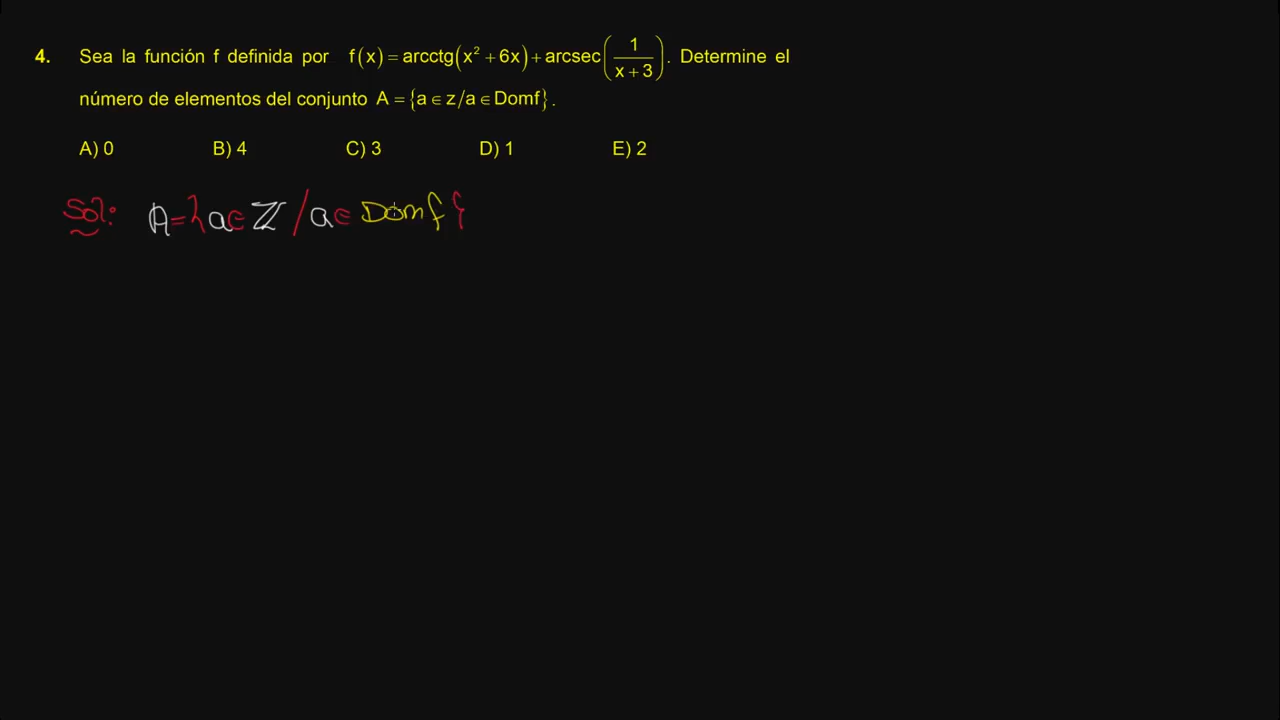 4. Sea la función f definida por f(x)=arcctg(x²+6x)+arcsec(1/(x+3)). Determine el
número de elementos del conjunto A={a∈z/a∈Domf}.
A) 0 B) 4 C) 3 D) 1 E) 2
Sol: A={a∈ℤ/a∈Domf}